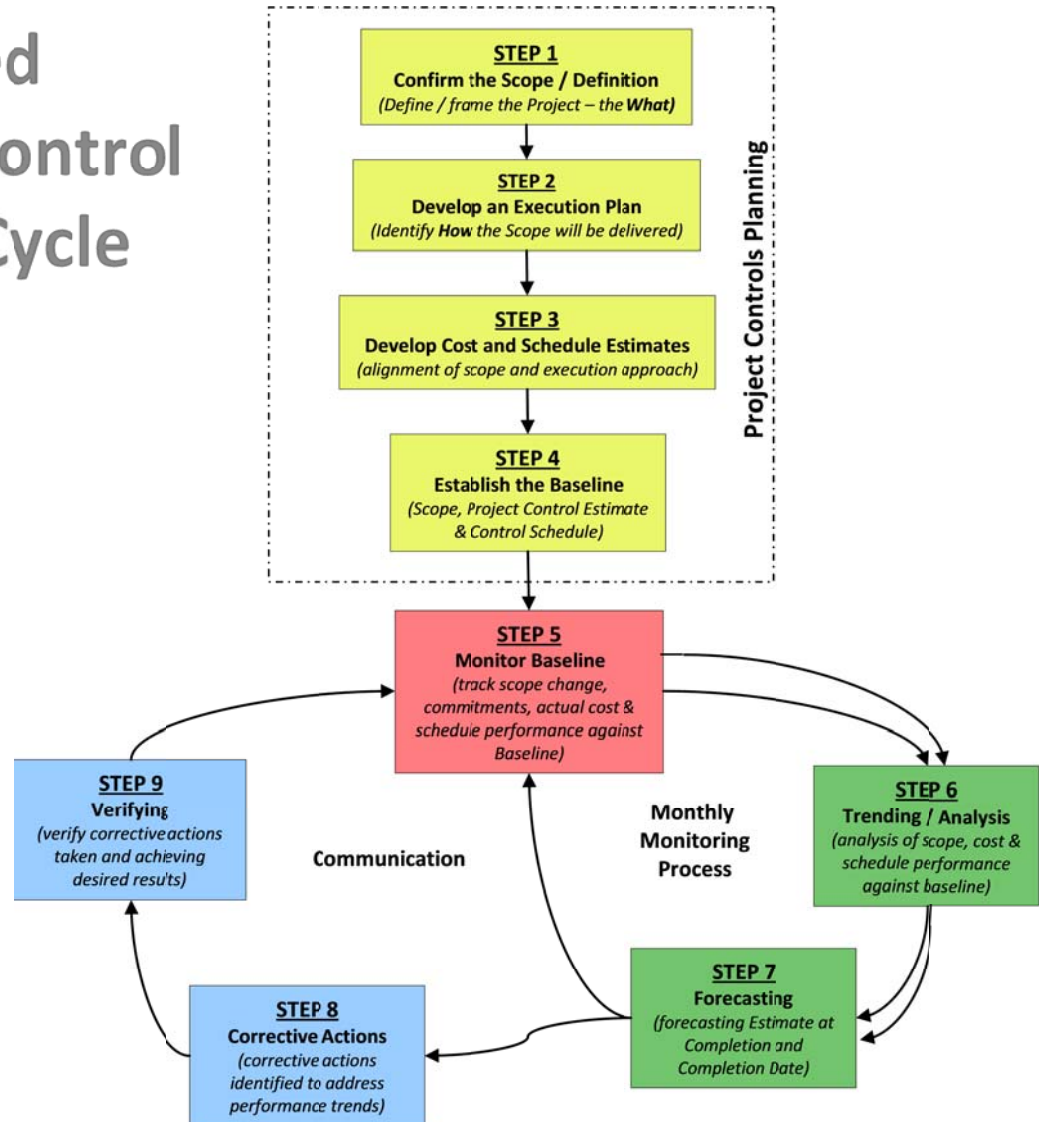 ed
ontrol
Cycle
STEP 1
Confirm the Scope / Definition
(Define / frame the Project – the What)
STEP 2
Develop an Execution Plan
(Identify How the Scope will be delivered)
STEP 3
Develop Cost and Schedule Estimates
(alignment of scope and execution approach)
STEP 4
Establish the Baseline
(Scope, Project Control Estimate
& Control Schedule)
Project Controls Planning
STEP 5
Monitor Baseline
(track scope change,
commitments, actual cost &
schedule performance against
Baseline)
STEP 6
Trending / Analysis
(analysis of scope, cost &
schedule performance
against baseline)
Monthly
Monitoring
Process
Communication
STEP 7
Forecasting
(forecasting Estimate at
Completion and
Completion Date)
STEP 8
Corrective Actions
(corrective actions
identified to address
performance trends)
STEP 9
Verifying
(verify corrective actions
taken and achieving
desired results)